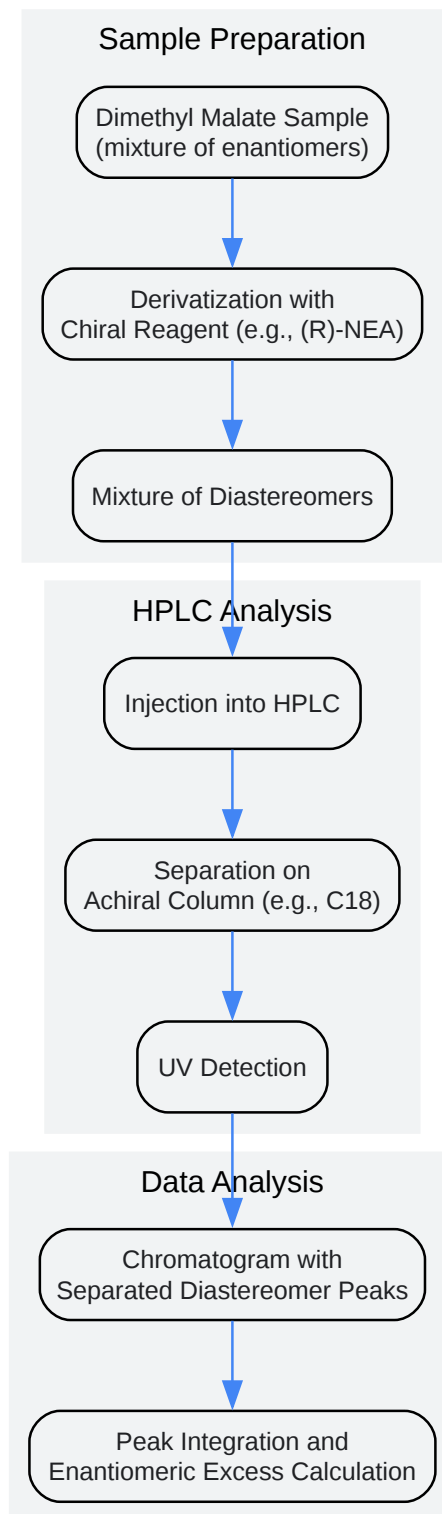 Sample Preparation
Dimethyl Malate Sample
(mixture of enantiomers)
Derivatization with
Chiral Reagent (e.g., (R)-NEA)
Mixture of Diastereomers
HPLC Analysis
Injection into HPLC
Separation on
Achiral Column (e.g., C18)
UV Detection
Data Analysis
Chromatogram with
Separated Diastereomer Peaks
Peak Integration and
Enantiomeric Excess Calculation